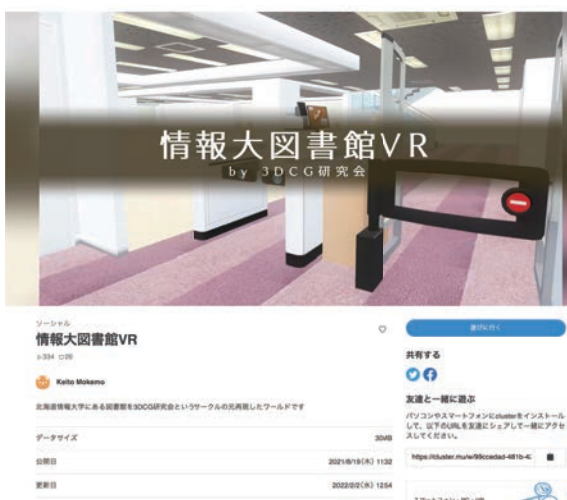 情報大図書館VR
by 3DCG研究会
ソーシャル
情報大図書館VR
334
遊びに行く
Keito Mokemo
共有する
北海道情報大学にある図書館を3DCG研究会というサークルの元再現したワールドです
友達と一緒に遊ぶ
パソコンやスマートフォンにclusterをインストール
して、以下のURLを友達にシェアして一緒にアクセ
スしてください。
データサイズ
30MB
公開日
2021/8/19(木) 11:32
更新日
2022/2/2(水) 12:54